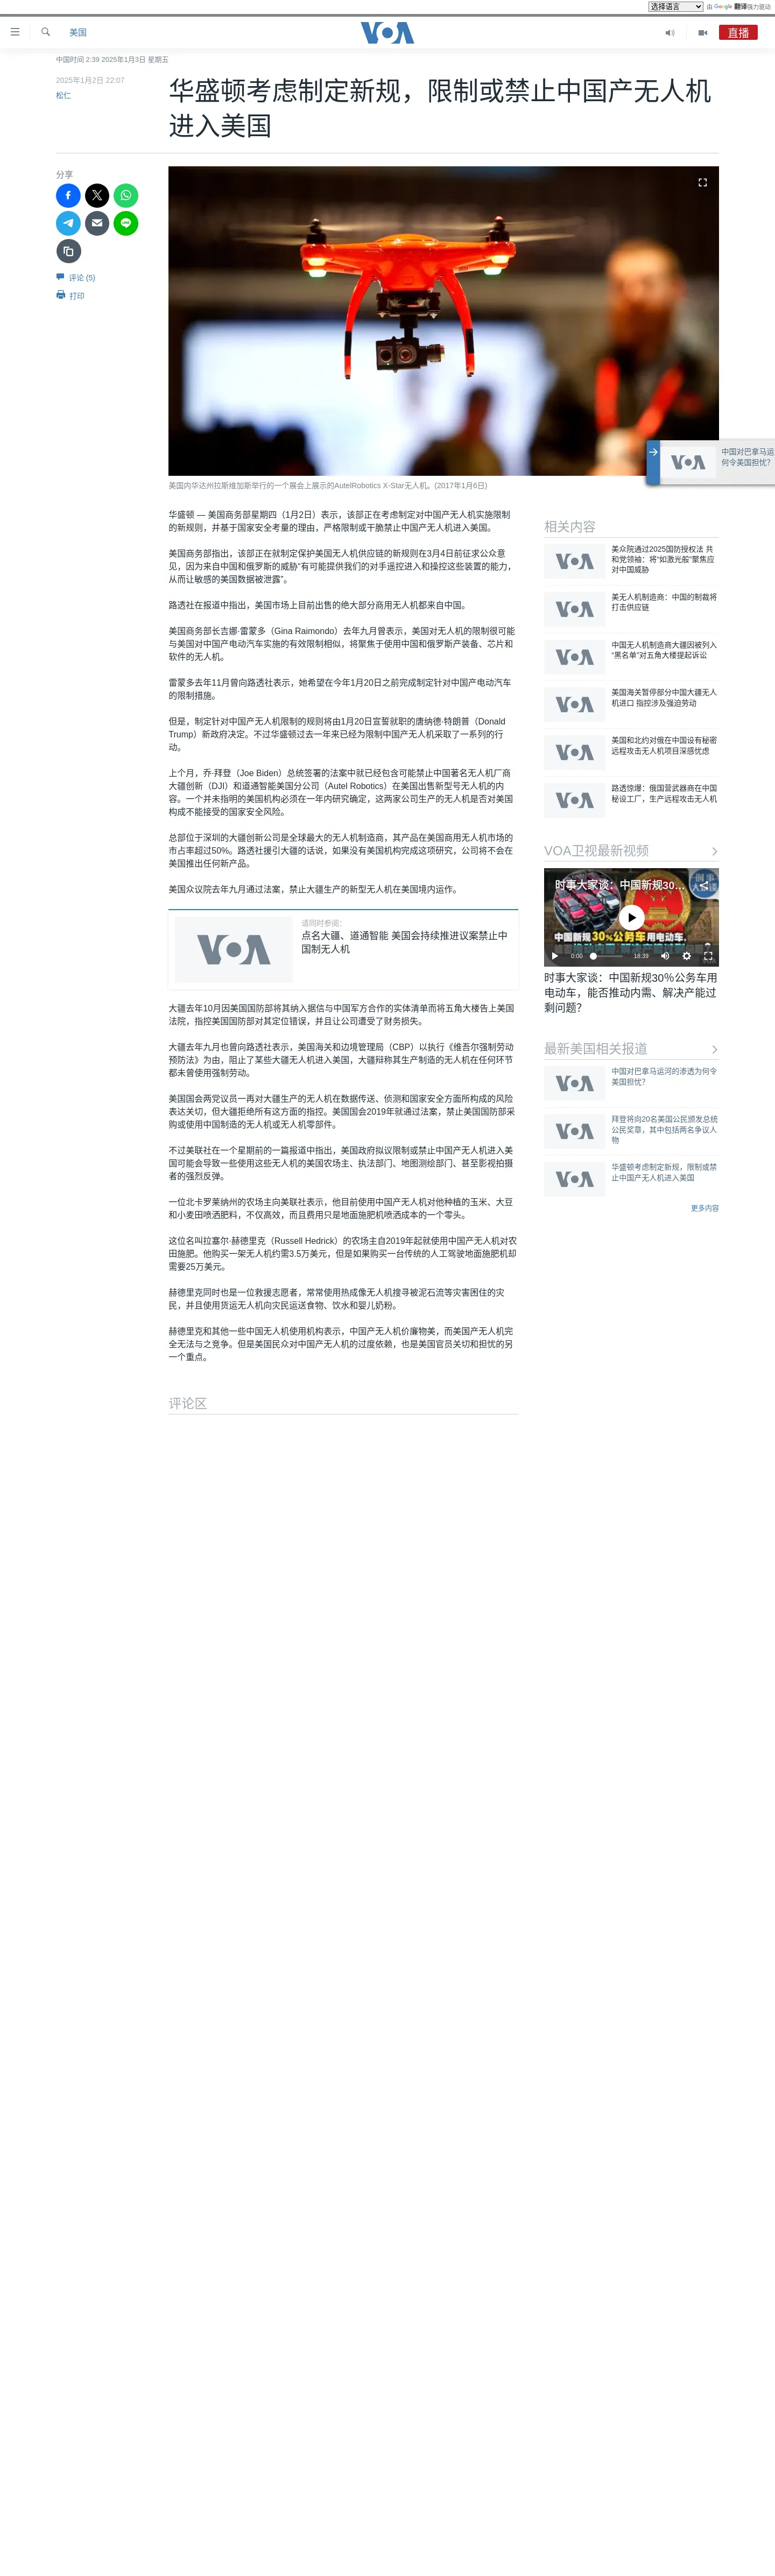 选择语言
由 Google 翻译强力驱动
美国
VOA
直播
中国时间 2:39 2025年1月3日 星期五
2025年1月2日 22:07
松仁
华盛顿考虑制定新规，限制或禁止中国产无人机
进入美国
分享
评论 (5)
打印
美国内华达州拉斯维加斯举行的一个展会上展示的AutelRobotics X-Star无人机。(2017年1月6日)
VOA
中国对巴拿马运
何令美国担忧?
华盛顿 — 美国商务部星期四（1月2日）表示，该部正在考虑制定对中国产无人机实施限制
的新规则，并基于国家安全考量的理由，严格限制或干脆禁止中国产无人机进入美国。
美国商务部指出，该部正在就制定保护美国无人机供应链的新规则在3月4日前征求公众意
见，因为来自中国和俄罗斯的威胁“有可能提供我们的对手遥控进入和操控这些装置的能力，
从而让敏感的美国数据被泄露”。
路透社在报道中指出，美国市场上目前出售的绝大部分商用无人机都来自中国。
美国商务部长吉娜·雷蒙多（Gina Raimondo）去年九月曾表示，美国对无人机的限制很可能
与美国对中国产电动汽车实施的有效限制相似，将聚焦于使用中国和俄罗斯产装备、芯片和
软件的无人机。
雷蒙多去年11月曾向路透社表示，她希望在今年1月20日之前完成制定针对中国产电动汽车
的限制措施。
但是，制定针对中国产无人机限制的规则将由1月20日宣誓就职的唐纳德·特朗普（Donald
Trump）新政府决定。不过华盛顿过去一年来已经为限制中国产无人机采取了一系列的行
动。
上个月，乔·拜登（Joe Biden）总统签署的法案中就已经包含可能禁止中国著名无人机厂商
大疆创新（DJI）和道通智能美国分公司（Autel Robotics）在美国出售新型号无人机的内
容。一个并未指明的美国机构必须在一年内研究确定，这两家公司生产的无人机是否对美国
构成不能接受的国家安全风险。
总部位于深圳的大疆创新公司是全球最大的无人机制造商，其产品在美国商用无人机市场的
市占率超过50%。路透社援引大疆的话说，如果没有美国机构完成这项研究，公司将不会在
美国推出任何新产品。
美国众议院去年九月通过法案，禁止大疆生产的新型无人机在美国境内运作。
VOA
请同时参阅：
点名大疆、道通智能 美国会持续推进议案禁止中
国制无人机
大疆去年10月因美国国防部将其纳入据信与中国军方合作的实体清单而将五角大楼告上美国
法院，指控美国国防部对其定位错误，并且让公司遭受了财务损失。
大疆去年九月也曾向路透社表示，美国海关和边境管理局（CBP）以执行《维吾尔强制劳动
预防法》为由，阻止了某些大疆无人机进入美国，大疆辩称其生产制造的无人机在任何环节
都未曾使用强制劳动。
美国国会两党议员一再对大疆生产的无人机在数据传送、侦测和国家安全方面所构成的风险
表达关切，但大疆拒绝所有这方面的指控。美国国会2019年就通过法案，禁止美国国防部采
购或使用中国制造的无人机或无人机零部件。
不过美联社在一个星期前的一篇报道中指出，美国政府拟议限制或禁止中国产无人机进入美
国可能会导致一些使用这些无人机的美国农场主、执法部门、地图测绘部门、甚至影视拍摄
者的强烈反弹。
一位北卡罗莱纳州的农场主向美联社表示，他目前使用中国产无人机对他种植的玉米、大豆
和小麦田喷洒肥料，不仅高效，而且费用只是地面施肥机喷洒成本的一个零头。
这位名叫拉塞尔·赫德里克（Russell Hedrick）的农场主自2019年起就使用中国产无人机对农
田施肥。他购买一架无人机约需3.5万美元，但是如果购买一台传统的人工驾驶地面施肥机却
需要25万美元。
赫德里克同时也是一位救援志愿者，常常使用热成像无人机搜寻被泥石流等灾害困住的灾
民，并且使用货运无人机向灾民运送食物、饮水和婴儿奶粉。
赫德里克和其他一些中国无人机使用机构表示，中国产无人机价廉物美，而美国产无人机完
全无法与之竞争。但是美国民众对中国产无人机的过度依赖，也是美国官员关切和担忧的另
一个重点。
评论区
相关内容
VOA
美众院通过2025国防授权法 共
和党领袖：将“如激光般”聚焦应
对中国威胁
VOA
美无人机制造商：中国的制裁将
打击供应链
VOA
中国无人机制造商大疆因被列入
“黑名单”对五角大楼提起诉讼
VOA
美国海关暂停部分中国大疆无人
机进口 指控涉及强迫劳动
VOA
美国和北约对俄在中国设有秘密
远程攻击无人机项目深感忧虑
VOA
路透惊爆：俄国营武器商在中国
秘设工厂，生产远程攻击无人机
VOA卫视最新视频
时事大家谈：中国新规30...
中国新规30%公务车用电动车,
0:00
18:39
时事大家谈：中国新规30%公务车用
电动车，能否推动内需、解决产能过
剩问题？
最新美国相关报道
VOA
中国对巴拿马运河的渗透为何令
美国担忧?
VOA
拜登将向20名美国公民颁发总统
公民奖章，其中包括两名争议人
物
VOA
华盛顿考虑制定新规，限制或禁
止中国产无人机进入美国
更多内容